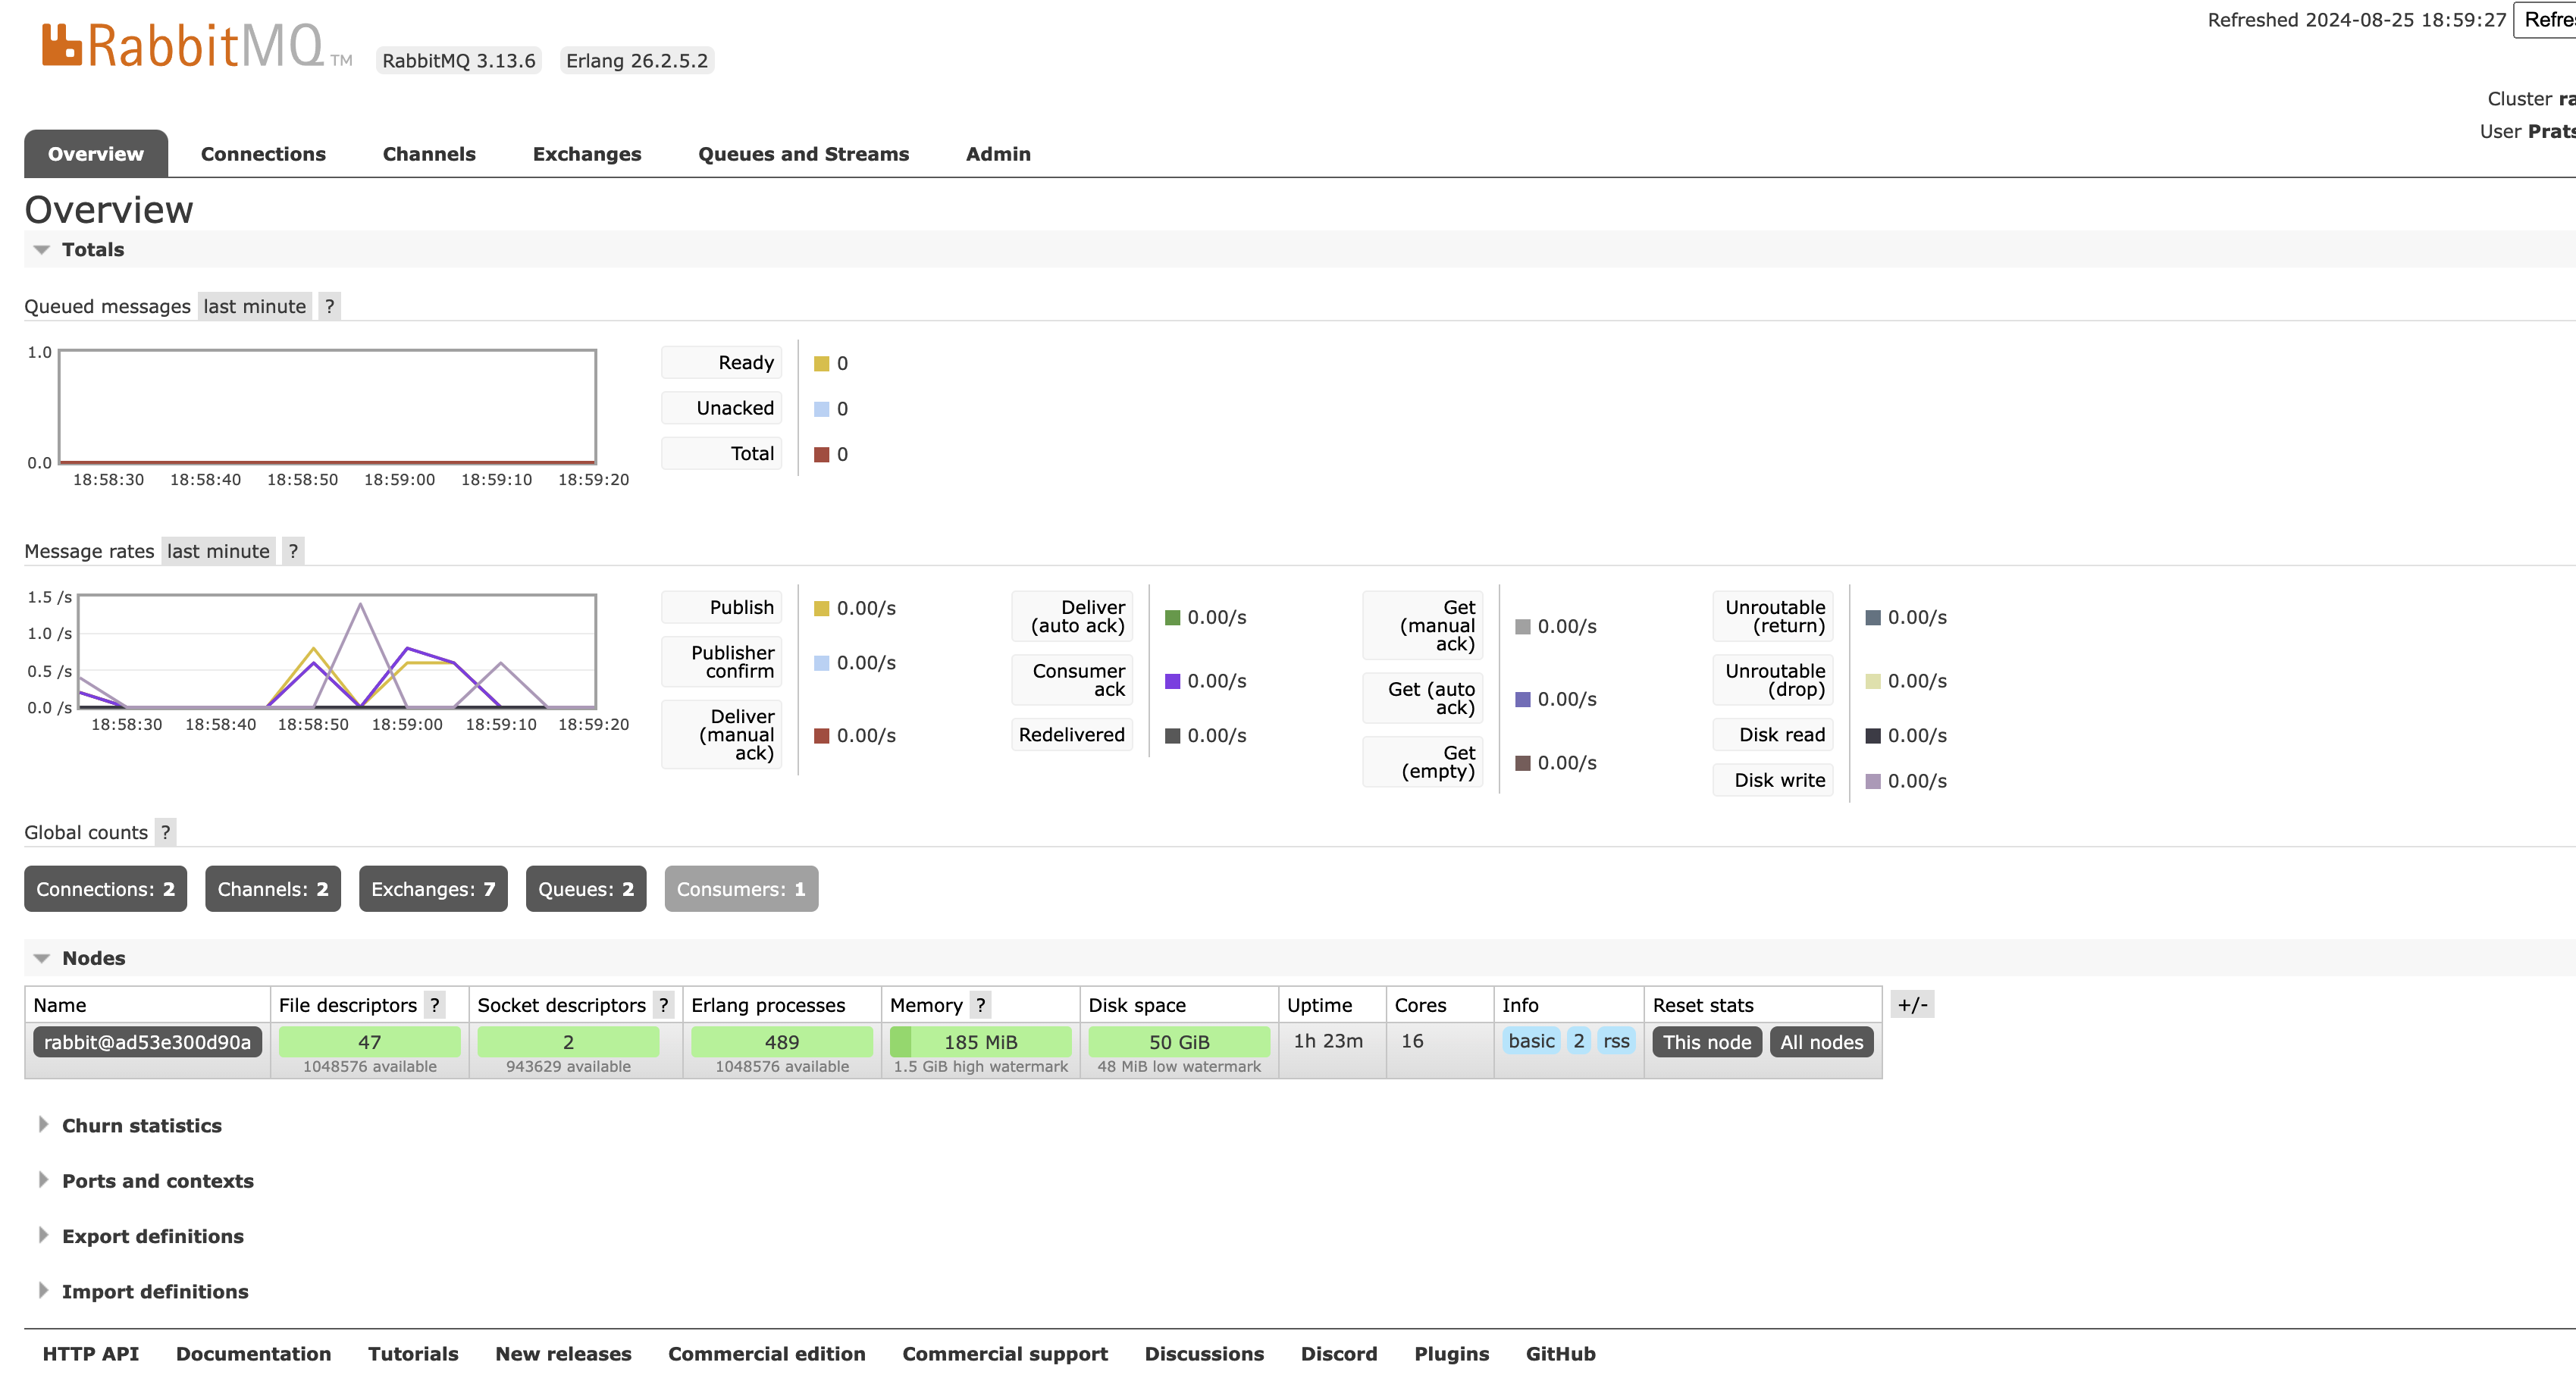 RabbitMQ TM RabbitMQ 3.13.6 Erlang 26.2.5.2
Refreshed 2024-08-25 18:59:27
Cluster
User
Overview Connections Channels Exchanges Queues and Streams Admin
Overview
Totals
Queued messages last minute ?
1.0
0.0
18:58:30 18:58:40 18:58:50 18:59:00 18:59:10 18:59:20
Ready 0
Unacked 0
Total 0
Message rates last minute ?
1.5 /s
1.0 /s
0.5 /s
0.0 /s
18:58:30 18:58:40 18:58:50 18:59:00 18:59:10 18:59:20
Publish 0.00/s
Publisher
confirm 0.00/s
Deliver
(manual
ack) 0.00/s
Deliver
(auto ack) 0.00/s
Consumer
ack 0.00/s
Redelivered 0.00/s
Get
(manual
ack) 0.00/s
Get (auto
ack) 0.00/s
Get
(empty) 0.00/s
Unroutable
(return) 0.00/s
Unroutable
(drop) 0.00/s
Disk read 0.00/s
Disk write 0.00/s
Global counts ?
Connections: 2 Channels: 2 Exchanges: 7 Queues: 2 Consumers: 1
Nodes
Name File descriptors ? Socket descriptors ? Erlang processes Memory ? Disk space Uptime Cores Info Reset stats +/-
rabbit@ad53e300d90a 47 2 489 185 MiB 50 GiB 1h 23m 16 basic 2 rss This node All nodes
1048576 available 943629 available 1048576 available 1.5 GiB high watermark 48 MiB low watermark
Churn statistics
Ports and contexts
Export definitions
Import definitions
HTTP API Documentation Tutorials New releases Commercial edition Commercial support Discussions Discord Plugins GitHub